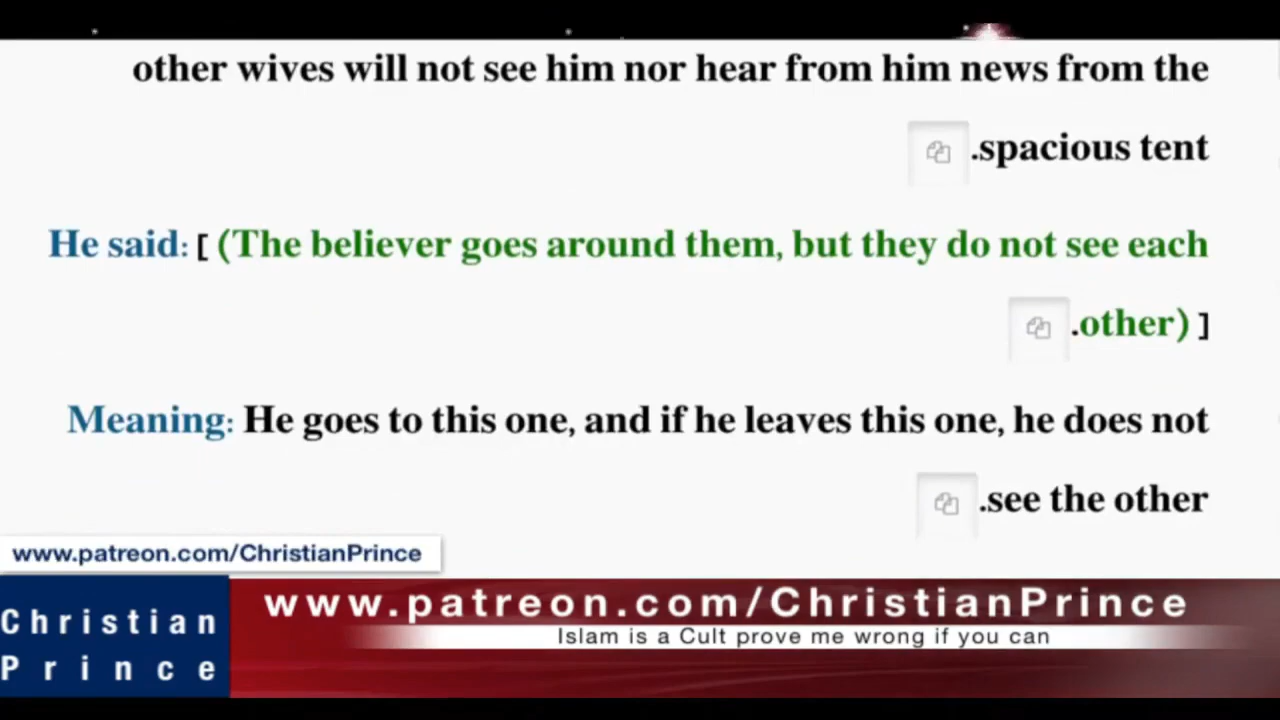 other wives will not see him nor hear from him news from the
.spacious tent
He said: [ (The believer goes around them, but they do not see each
.other) ]
Meaning: He goes to this one, and if he leaves this one, he does not
.see the other
www.patreon.com/ChristianPrince
www.patreon.com/ChristianPrince
Islam is a Cult prove me wrong if you can
Christian
Prince